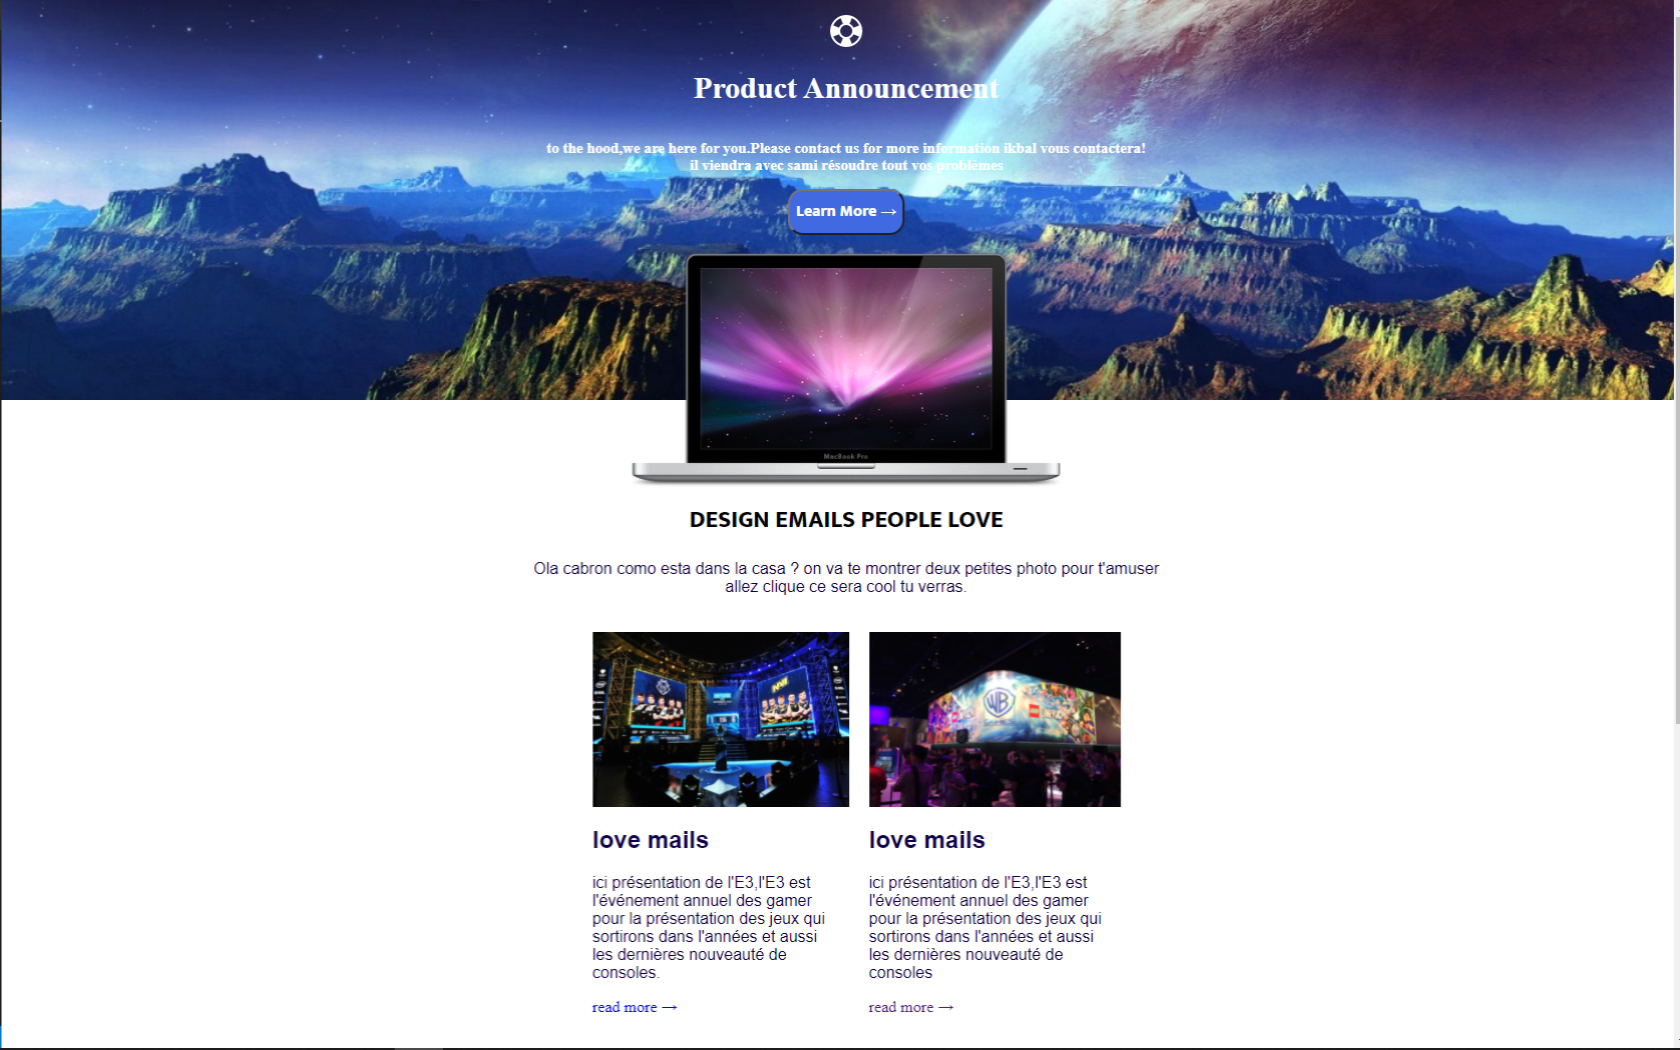 Product Announcement
to the hood,we are here for you.Please contact us for more information ikbal vous contactera!
il viendra avec sami résoudre tout vos problèmes
Learn More →
MacBook Pro
DESIGN EMAILS PEOPLE LOVE
Ola cabron como esta dans la casa ? on va te montrer deux petites photo pour t'amuser
allez clique ce sera cool tu verras.
NAVI
WB
love mails
ici présentation de l'E3,l'E3 est
l'événement annuel des gamer
pour la présentation des jeux qui
sortirons dans l'années et aussi
les dernières nouveauté de
consoles.
read more →
love mails
ici présentation de l'E3,l'E3 est
l'événement annuel des gamer
pour la présentation des jeux qui
sortirons dans l'années et aussi
les dernières nouveauté de
consoles
read more →